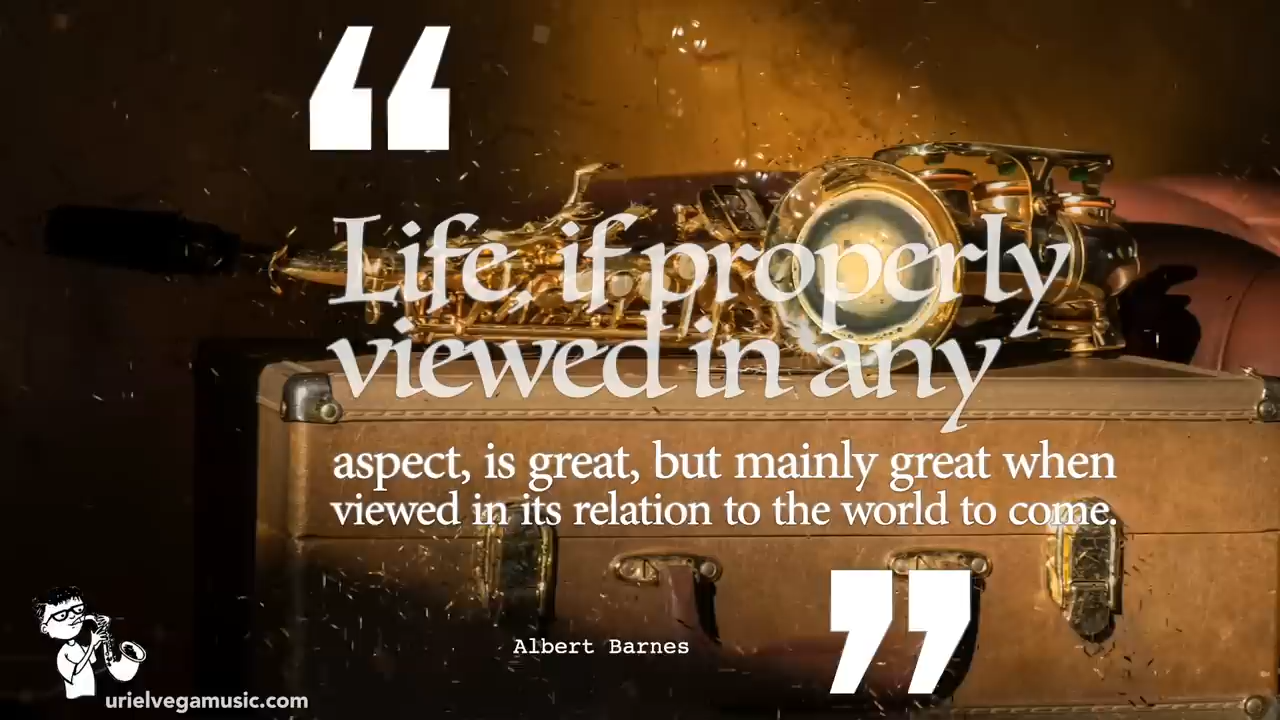 “
Life, if properly
viewed in any
aspect, is great, but mainly great when
viewed in its relation to the world to come.
”
Albert Barnes
urielvegamusic.com